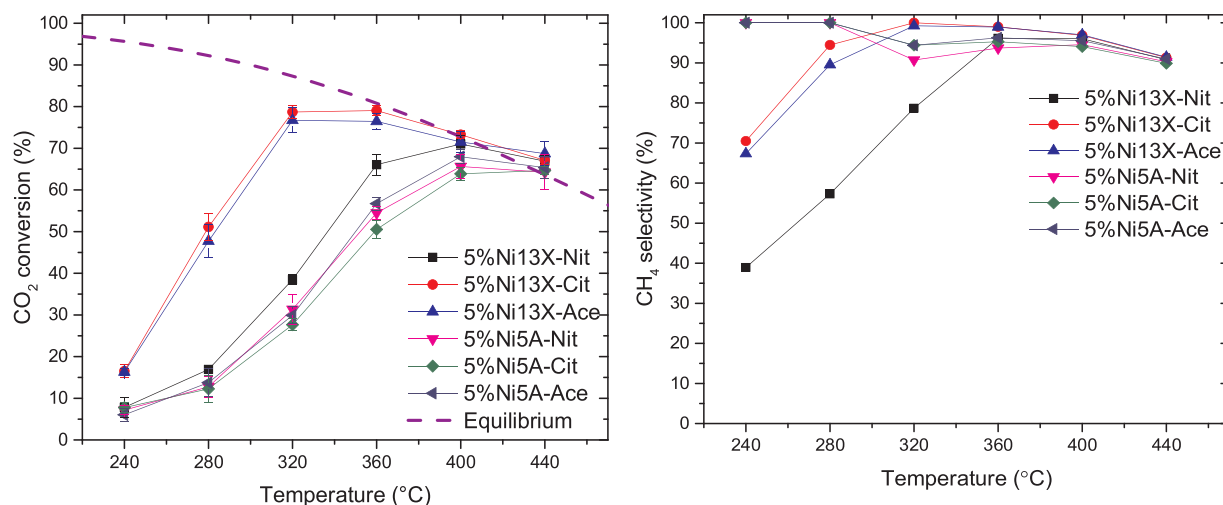 100
90
80
70
60
50
40
30
20
10
0
CO2 conversion (%)
5%Ni13X-Nit
5%Ni13X-Cit
5%Ni13X-Ace
5%Ni5A-Nit
5%Ni5A-Cit
5%Ni5A-Ace
Equilibrium
240 280 320 360 400 440
Temperature (°C)
100
90
80
70
60
50
40
30
20
10
0
CH4 selectivity (%)
5%Ni13X-Nit
5%Ni13X-Cit
5%Ni13X-Ace
5%Ni5A-Nit
5%Ni5A-Cit
5%Ni5A-Ace
240 280 320 360 400 440
Temperature (°C)